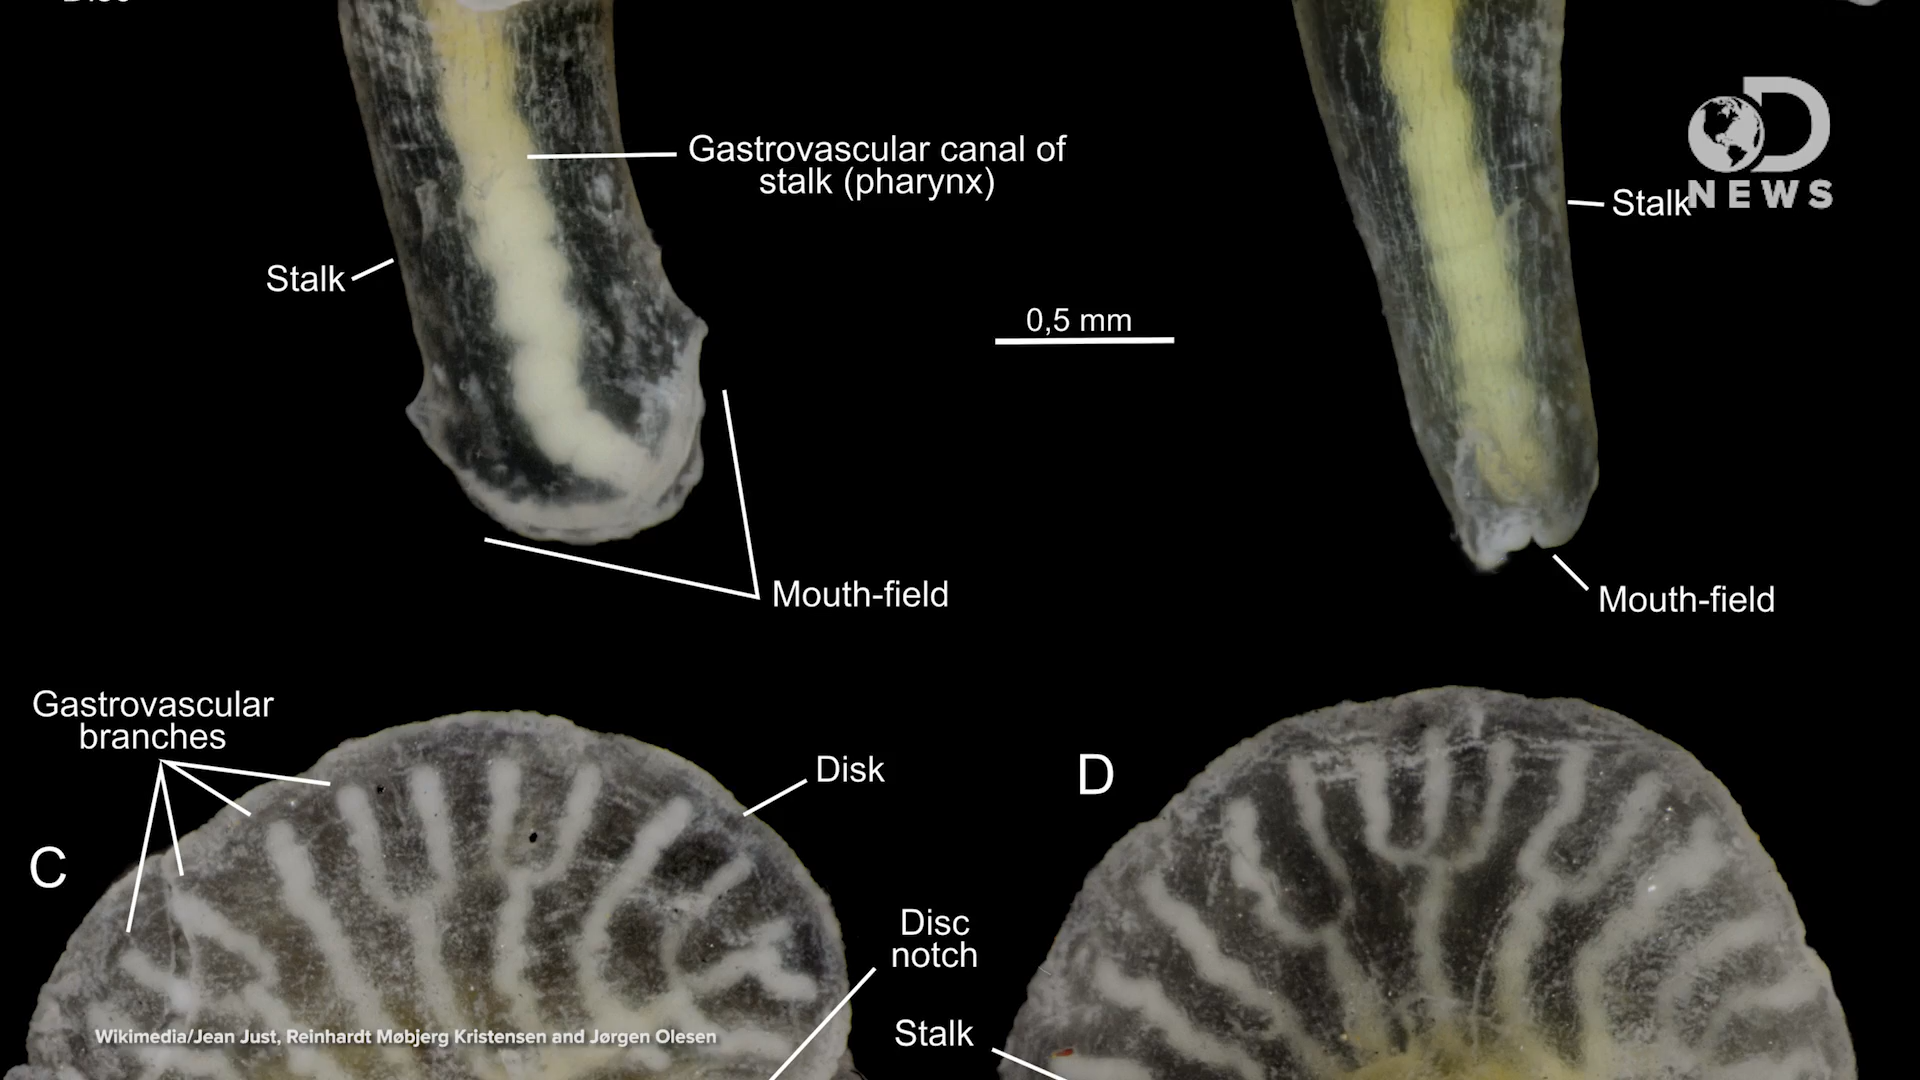 Gastrovascular canal of
stalk (pharynx)
NEWS
Stalk
Stalk
0,5 mm
Mouth-field
Mouth-field
Gastrovascular
branches
Disk
D
C
Disc
notch
Stalk
Wikimedia/Jean Just, Reinhardt Møbjerg Kristensen and Jørgen Olesen